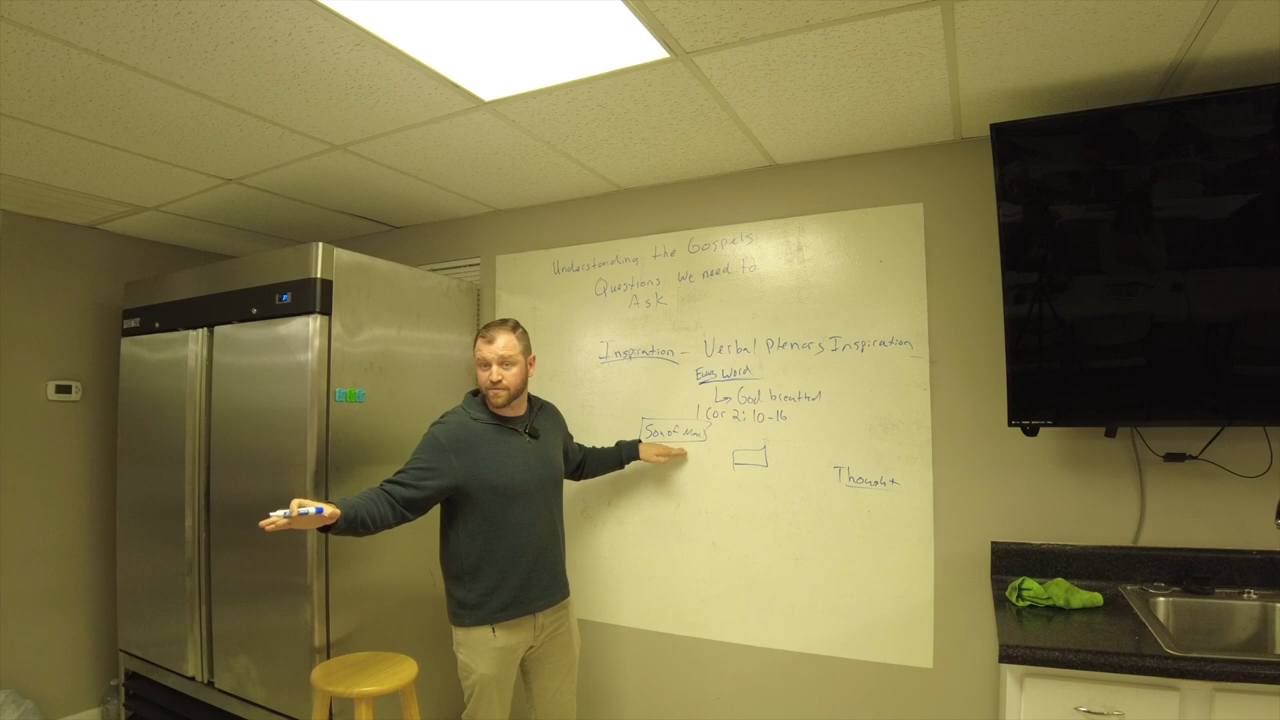 Understanding the Gospels
Questions we need to
Ask
Inspiration - Verbal Plenary Inspiration
Every Word
↳ God breathed
1 Cor 2:10-16
Son of Man
Thought